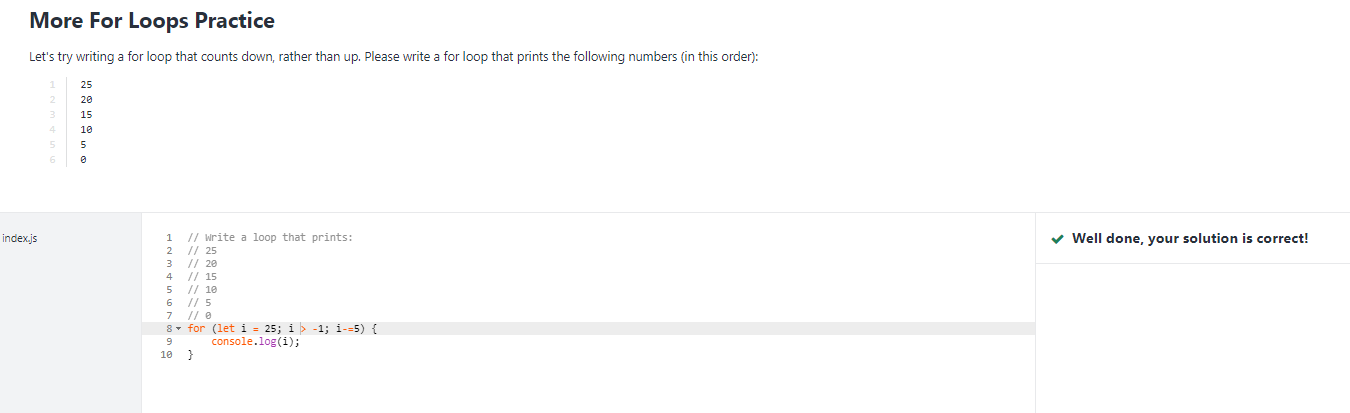 More For Loops Practice
Let's try writing a for loop that counts down, rather than up. Please write a for loop that prints the following numbers (in this order):
1 25
2 20
3 15
4 10
5 5
6 0
index.js
1 // Write a loop that prints:
2 // 25
3 // 20
4 // 15
5 // 10
6 // 5
7 // 0
8 for (let i = 25; i > -1; i-=5) {
9 console.log(i);
10 }
Well done, your solution is correct!